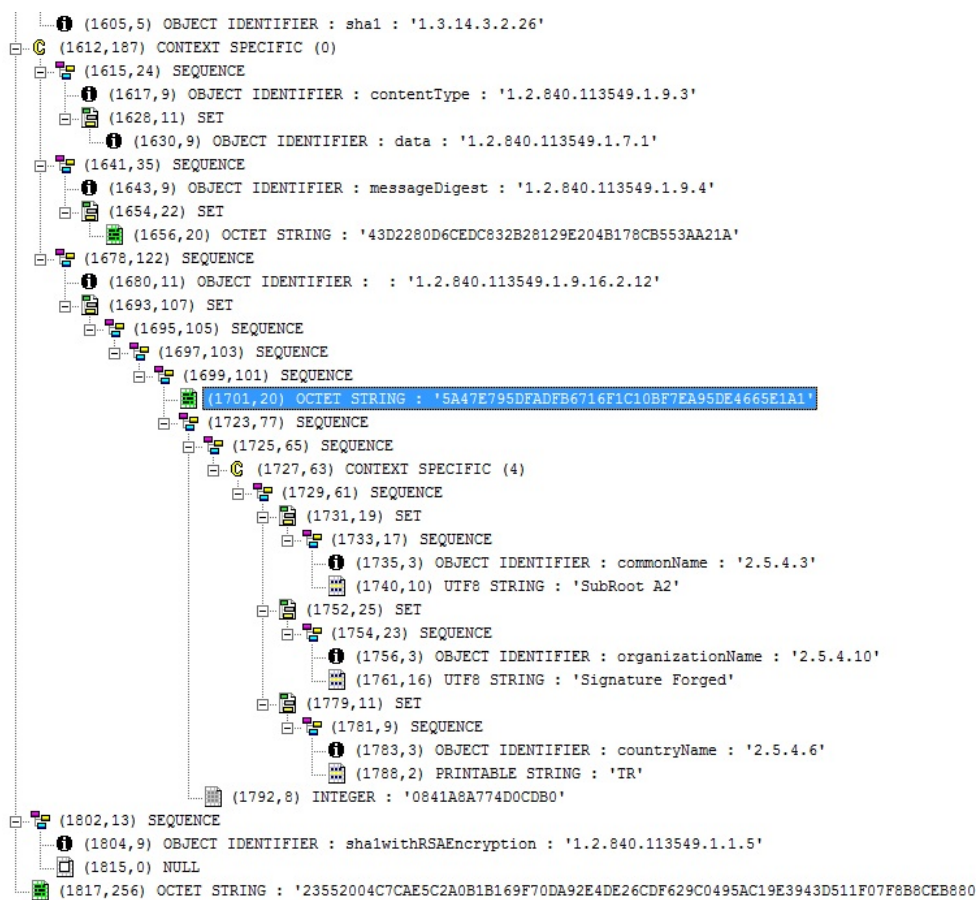 (1605,5) OBJECT IDENTIFIER : sha1 : '1.3.14.3.2.26'
(1612,187) CONTEXT SPECIFIC (0)
(1615,24) SEQUENCE
(1617,9) OBJECT IDENTIFIER : contentType : '1.2.840.113549.1.9.3'
(1628,11) SET
(1630,9) OBJECT IDENTIFIER : data : '1.2.840.113549.1.7.1'
(1641,35) SEQUENCE
(1643,9) OBJECT IDENTIFIER : messageDigest : '1.2.840.113549.1.9.4'
(1654,22) SET
(1656,20) OCTET STRING : '43D2280D6CEDC832B28129E204B178CB553AA21A'
(1678,122) SEQUENCE
(1680,11) OBJECT IDENTIFIER :  : '1.2.840.113549.1.9.16.2.12'
(1693,107) SET
(1695,105) SEQUENCE
(1697,103) SEQUENCE
(1699,101) SEQUENCE
(1701,20) OCTET STRING : '5A47E795DFADFB6716F1C10BF7EA95DE4665E1A1'
(1723,77) SEQUENCE
(1725,65) SEQUENCE
(1727,63) CONTEXT SPECIFIC (4)
(1729,61) SEQUENCE
(1731,19) SET
(1733,17) SEQUENCE
(1735,3) OBJECT IDENTIFIER : commonName : '2.5.4.3'
(1740,10) UTF8 STRING : 'SubRoot A2'
(1752,25) SET
(1754,23) SEQUENCE
(1756,3) OBJECT IDENTIFIER : organizationName : '2.5.4.10'
(1761,16) UTF8 STRING : 'Signature Forged'
(1779,11) SET
(1781,9) SEQUENCE
(1783,3) OBJECT IDENTIFIER : countryName : '2.5.4.6'
(1788,2) PRINTABLE STRING : 'TR'
(1792,8) INTEGER : '0841A8A774D0CDB0'
(1802,13) SEQUENCE
(1804,9) OBJECT IDENTIFIER : sha1withRSAEncryption : '1.2.840.113549.1.1.5'
(1815,0) NULL
(1817,256) OCTET STRING : '23552004C7CAE5C2A0B1B169F70DA92E4DE26CDF629C0495AC19E3943D511F07F8B8CEB880